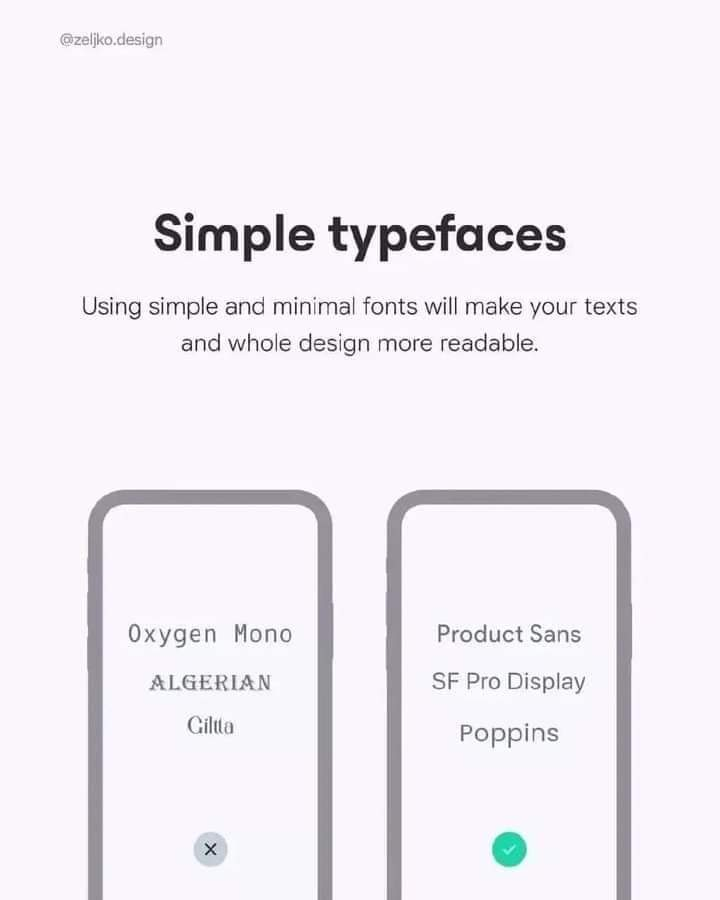 @zeljko.design
Simple typefaces
Using simple and minimal fonts will make your texts
and whole design more readable.
Oxygen Mono
ALGERIAN
Giltta
Product Sans
SF Pro Display
Poppins